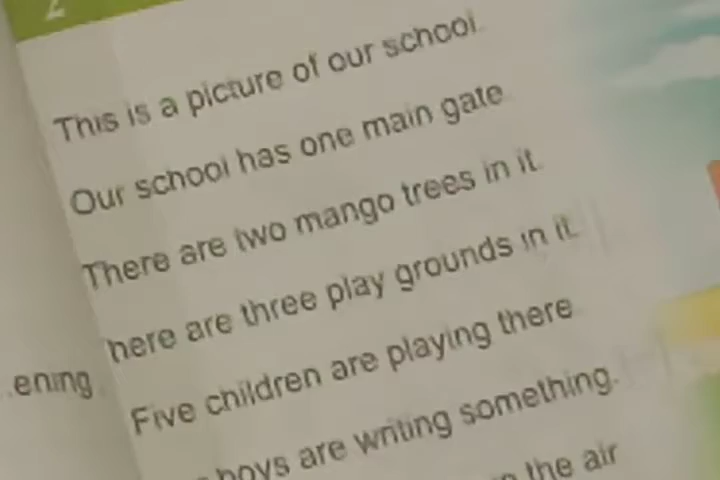 2
This is a picture of our school.
Our school has one main gate
There are two mango trees in it.
here are three play grounds in it.
Five children are playing there
ening
boys are writing something.
the air